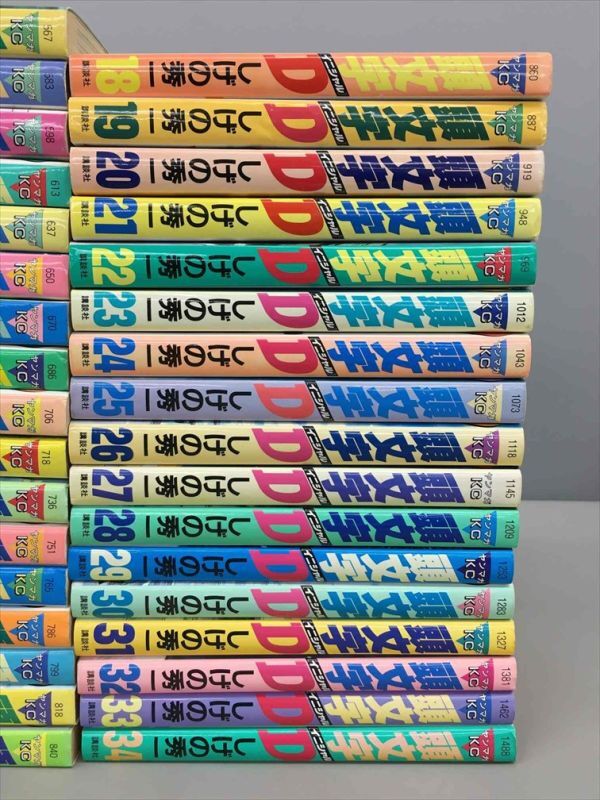 567
583
598
613
637
650
670
686
706
718
736
751
765
786
799
818
840
ヤンマガKC 860 頭文字 イニシャル D しげの秀一 18 講談社
ヤンマガKC 887 頭文字 イニシャル D しげの秀一 19 講談社
ヤンマガKC 919 頭文字 イニシャル D しげの秀一 20 講談社
ヤンマガKC 948 頭文字 イニシャル D しげの秀一 21 講談社
ヤンマガKC 989 頭文字 イニシャル D しげの秀一 22 講談社
ヤンマガKC 1012 頭文字 イニシャル D しげの秀一 23 講談社
ヤンマガKC 1043 頭文字 イニシャル D しげの秀一 24 講談社
ヤンマガKC 1073 頭文字 イニシャル D しげの秀一 25 講談社
ヤンマガKC 1118 頭文字 イニシャル D しげの秀一 26 講談社
ヤンマガKC 1145 頭文字 イニシャル D しげの秀一 27 講談社
ヤンマガKC 1209 頭文字 イニシャル D しげの秀一 28 講談社
ヤンマガKC 頭文字 イニシャル D しげの秀一 29 講談社
ヤンマガKC 1283 頭文字 イニシャル D しげの秀一 30 講談社
ヤンマガKC 1327 頭文字 イニシャル D しげの秀一 31 講談社
ヤンマガKC 1381 頭文字 イニシャル D しげの秀一 32 講談社
ヤンマガKC 1462 頭文字 イニシャル D しげの秀一 33 講談社
ヤンマガKC 1488 頭文字 イニシャル D しげの秀一 34 講談社